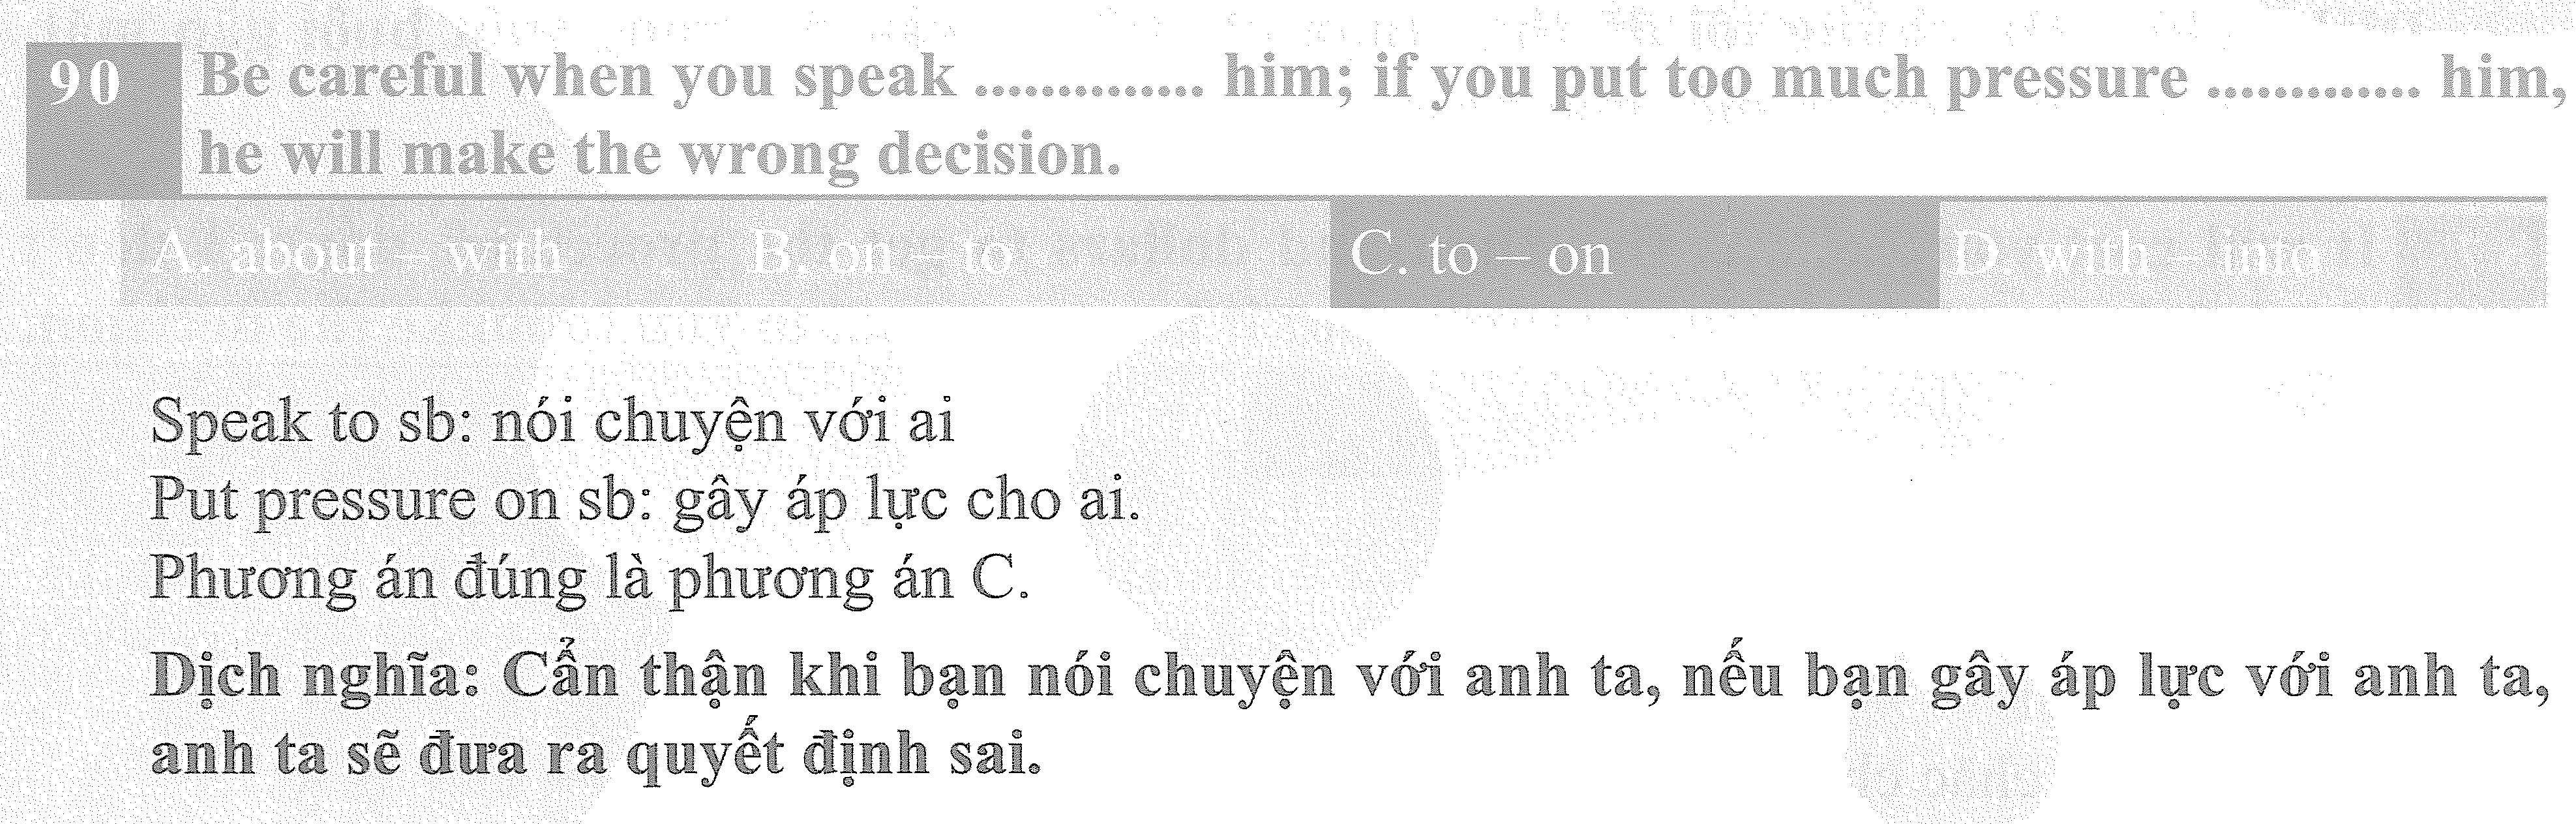 90 Be careful when you speak ............. him; if you put too much pressure ............. him,
he will make the wrong decision.
A. about – with B. on – to C. to – on D. with – into
Speak to sb: nói chuyện với ai
Put pressure on sb: gây áp lực cho ai.
Phương án đúng là phương án C.
Dịch nghĩa: Cẩn thận khi bạn nói chuyện với anh ta, nếu bạn gây áp lực với anh ta,
anh ta sẽ đưa ra quyết định sai.